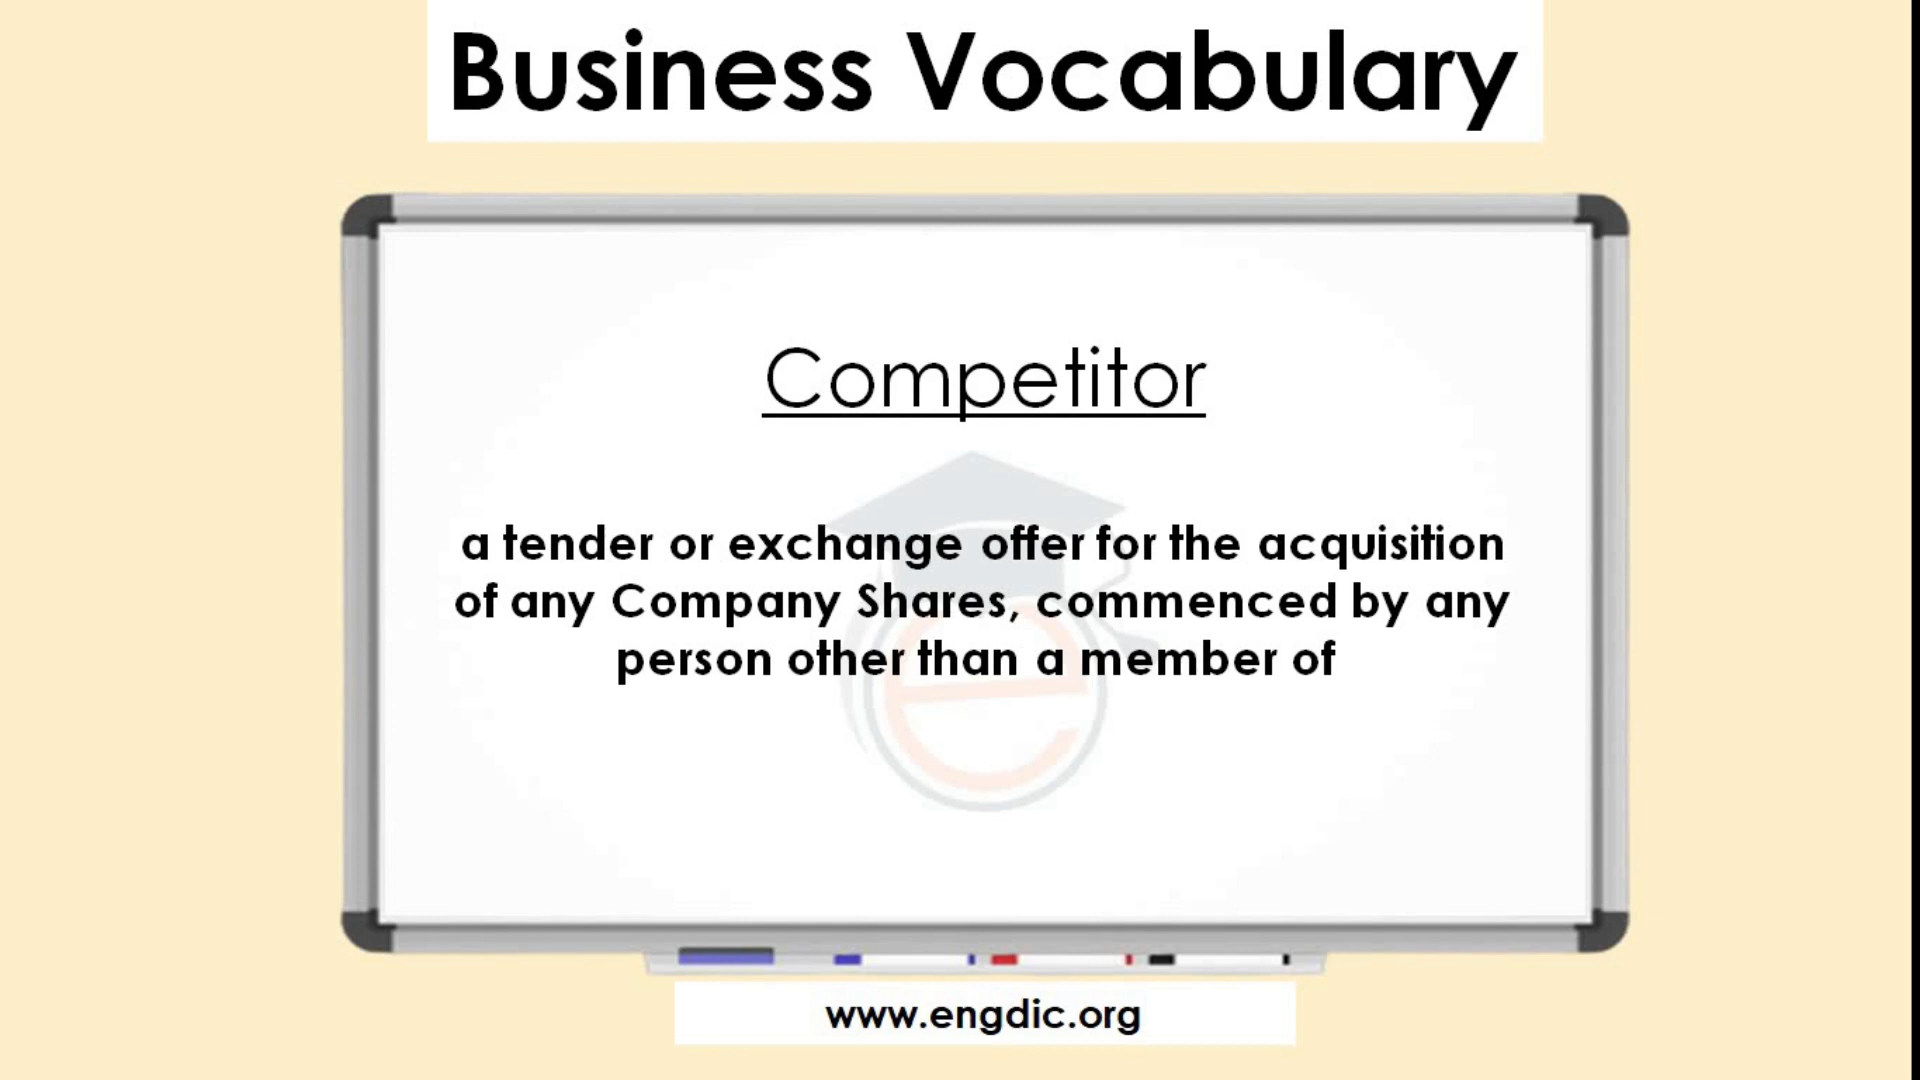 Business Vocabulary
Competitor
a tender or exchange offer for the acquisition
of any Company Shares, commenced by any
person other than a member of
www.engdic.org